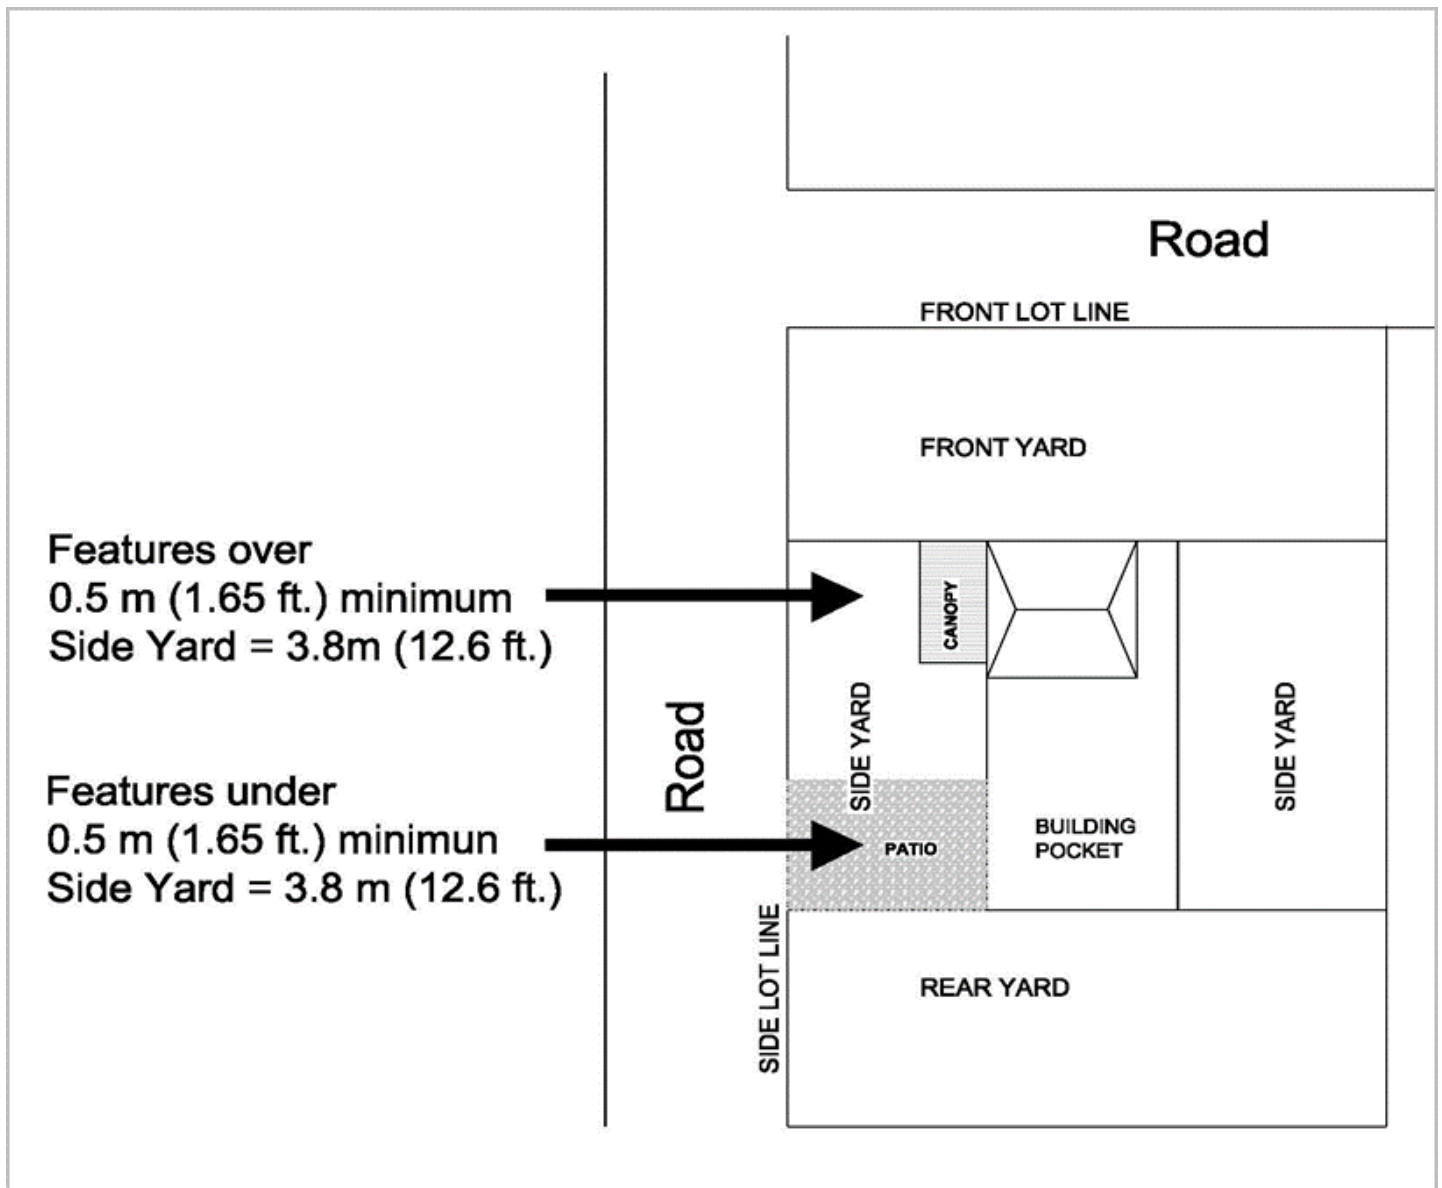 Road
FRONT LOT LINE
FRONT YARD
Features over
0.5 m (1.65 ft.) minimum
Side Yard = 3.8m (12.6 ft.)
CANOPY
SIDE YARD
SIDE YARD
Road
Features under
0.5 m (1.65 ft.) minimun
Side Yard = 3.8 m (12.6 ft.)
PATIO
BUILDING
POCKET
SIDE LOT LINE
REAR YARD